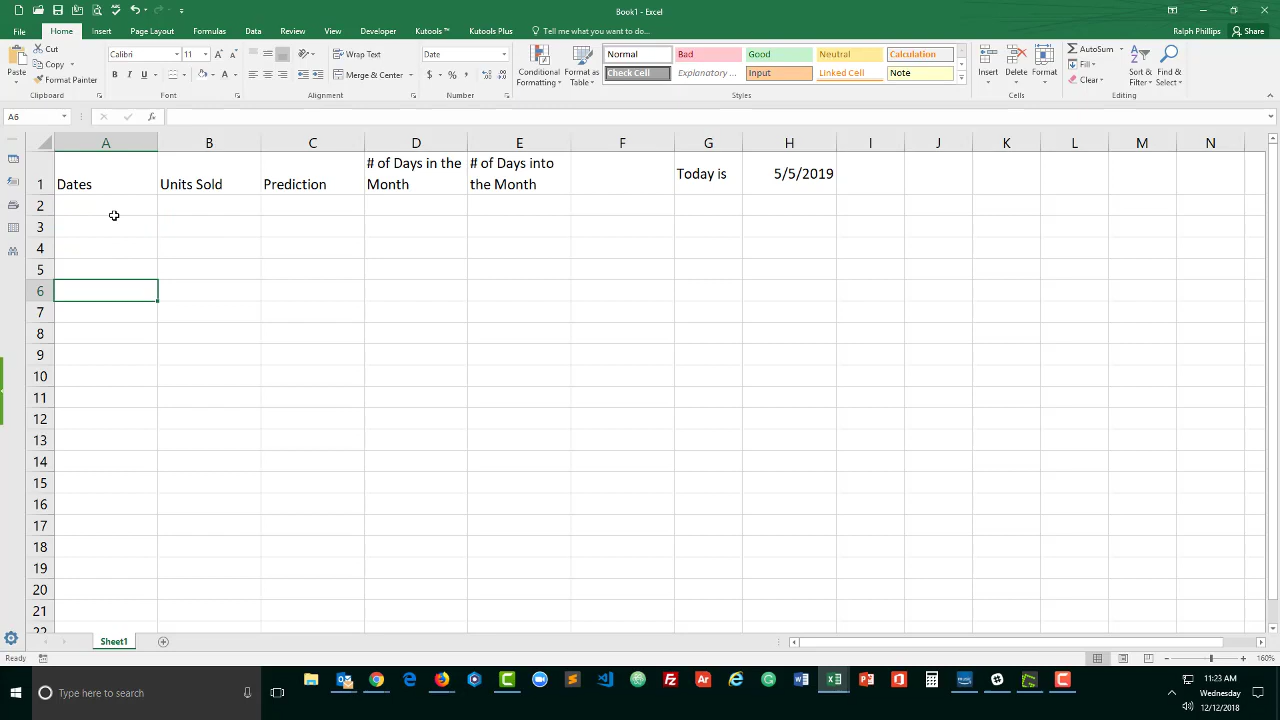 Book1 - Excel
File Home Insert Page Layout Formulas Data Review View Developer Kutools ™ Kutools Plus Tell me what you want to do... Ralph Phillips Share
Paste
Cut
Copy
Format Painter
Clipboard
Calibri 11
B I U
Font
Wrap Text
Merge & Center
Alignment
Date
$ % ,
Number
Conditional Formatting
Format as Table
Normal Bad Good Neutral Calculation
Check Cell Explanatory ... Input Linked Cell Note
Styles
Insert Delete Format
Cells
AutoSum
Fill
Clear
Sort & Filter
Find & Select
Editing
A6 fx
A B C D E F G H I J K L M N
1 Dates Units Sold Prediction # of Days in the Month # of Days into the Month Today is 5/5/2019
2
3
4
5
6
7
8
9
10
11
12
13
14
15
16
17
18
19
20
21
22
Sheet1
Ready 160%
Type here to search
11:23 AM
Wednesday
12/12/2018